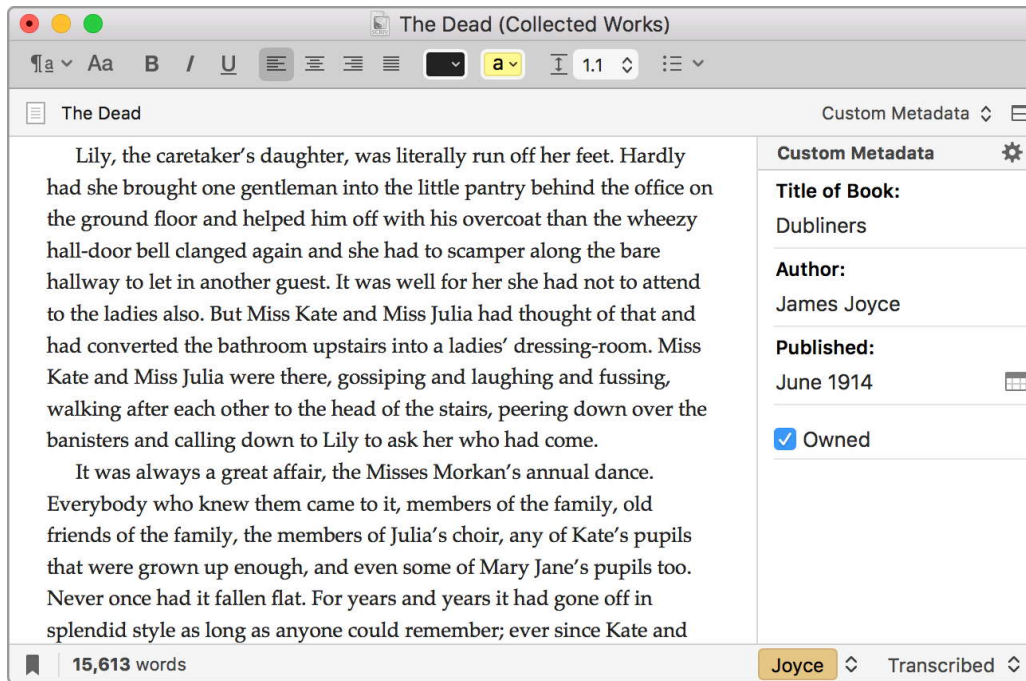 The Dead (Collected Works)
¶a Aa B I U a 1.1
The Dead
Custom Metadata
Lily, the caretaker’s daughter, was literally run off her feet. Hardly
had she brought one gentleman into the little pantry behind the office on
the ground floor and helped him off with his overcoat than the wheezy
hall-door bell clanged again and she had to scamper along the bare
hallway to let in another guest. It was well for her she had not to attend
to the ladies also. But Miss Kate and Miss Julia had thought of that and
had converted the bathroom upstairs into a ladies’ dressing-room. Miss
Kate and Miss Julia were there, gossiping and laughing and fussing,
walking after each other to the head of the stairs, peering down over the
banisters and calling down to Lily to ask her who had come.
It was always a great affair, the Misses Morkan’s annual dance.
Everybody who knew them came to it, members of the family, old
friends of the family, the members of Julia’s choir, any of Kate’s pupils
that were grown up enough, and even some of Mary Jane’s pupils too.
Never once had it fallen flat. For years and years it had gone off in
splendid style as long as anyone could remember; ever since Kate and
Custom Metadata
Title of Book:
Dubliners
Author:
James Joyce
Published:
June 1914
Owned
15,613 words
Joyce
Transcribed